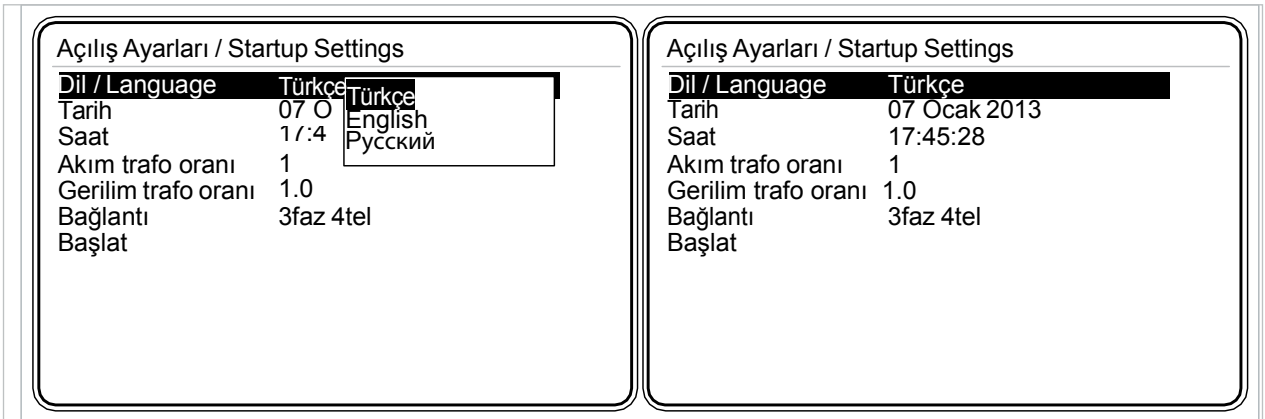 Açılış Ayarları / Startup Settings
Dil / Language Türkçe
Türkçe
English
Русский
Tarih 07 O
Saat 17:4
Akım trafo oranı 1
Gerilim trafo oranı 1.0
Bağlantı 3faz 4tel
Başlat
Açılış Ayarları / Startup Settings
Dil / Language Türkçe
Tarih 07 Ocak 2013
Saat 17:45:28
Akım trafo oranı 1
Gerilim trafo oranı 1.0
Bağlantı 3faz 4tel
Başlat